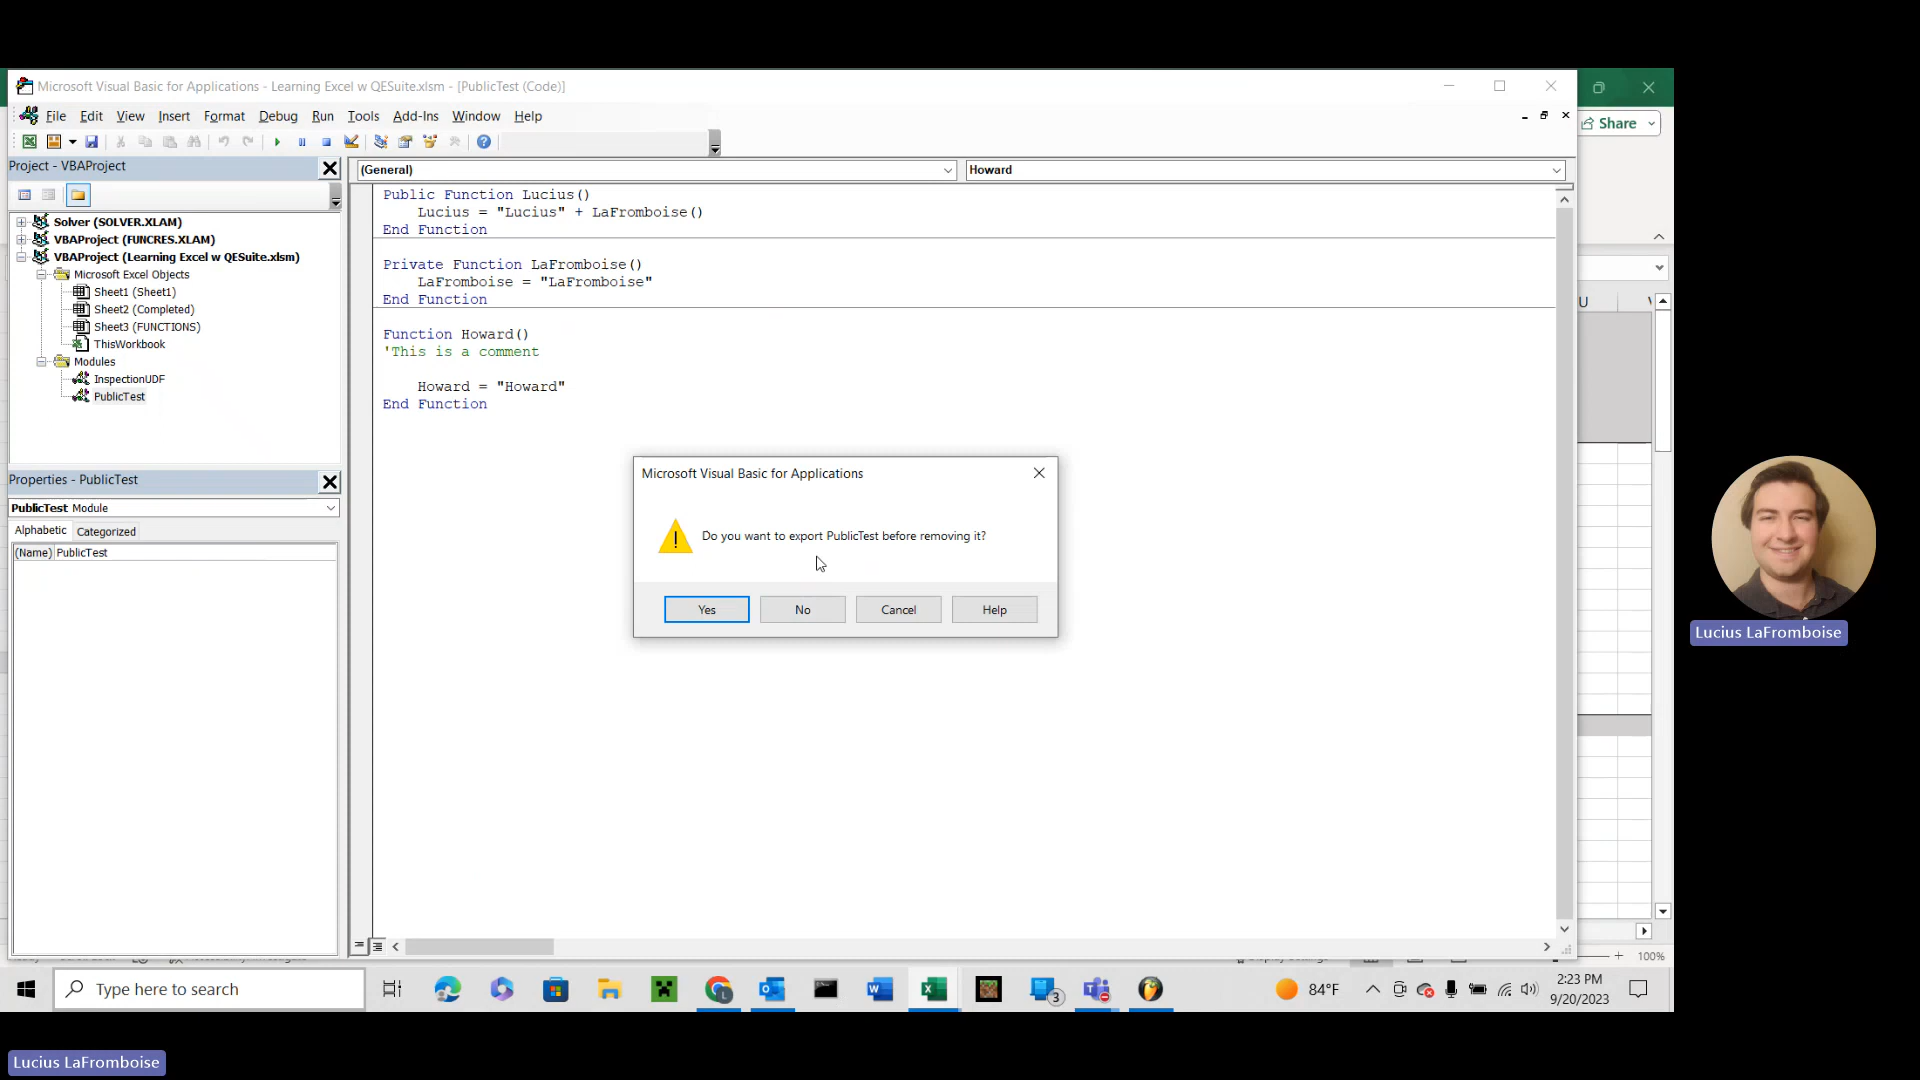 Microsoft Visual Basic for Applications - Learning Excel w QESuite.xlsm - [PublicTest (Code)]
File Edit View Insert Format Debug Run Tools Add-Ins Window Help
Share
Project - VBAProject
(General)
Howard
Solver (SOLVER.XLAM)
VBAProject (FUNCRES.XLAM)
VBAProject (Learning Excel w QESuite.xlsm)
Microsoft Excel Objects
Sheet1 (Sheet1)
Sheet2 (Completed)
Sheet3 (FUNCTIONS)
ThisWorkbook
Modules
InspectionUDF
PublicTest
Public Function Lucius()
Lucius = "Lucius" + LaFromboise()
End Function
Private Function LaFromboise()
LaFromboise = "LaFromboise"
End Function
Function Howard()
'This is a comment
Howard = "Howard"
End Function
U
Properties - PublicTest
PublicTest Module
Alphabetic Categorized
(Name) PublicTest
Microsoft Visual Basic for Applications
Do you want to export PublicTest before removing it?
Yes No Cancel Help
Lucius LaFromboise
100%
Type here to search
3
84°F
2:23 PM
9/20/2023
Lucius LaFromboise